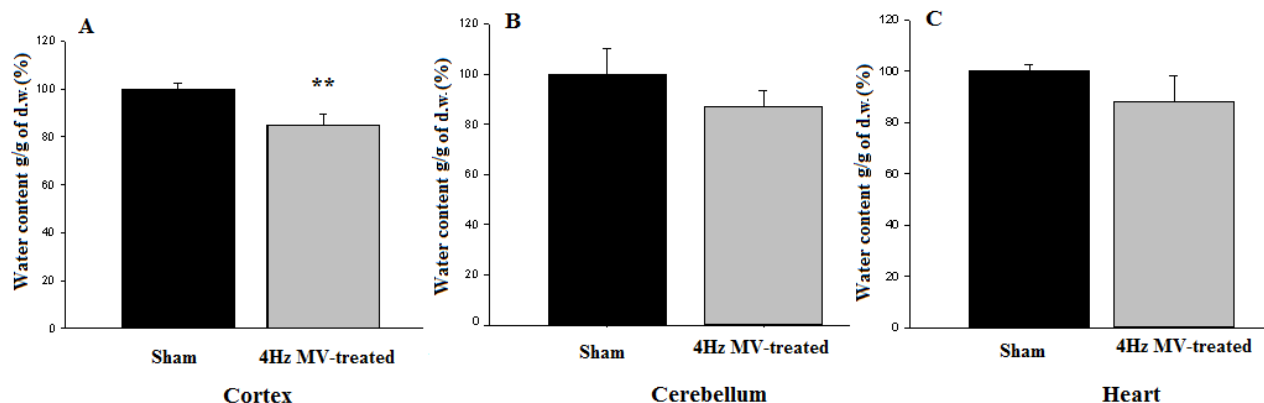 A
Water content g/g of d.w.(%)
120
100
80
60
40
20
0
**
Sham
4Hz MV-treated
Cortex
B
Water content g/g of d.w.(%)
120
100
80
60
40
20
0
Sham
4Hz MV-treated
Cerebellum
C
Water content g/g of d.w.(%)
120
100
80
60
40
20
0
Sham
4Hz MV-treated
Heart